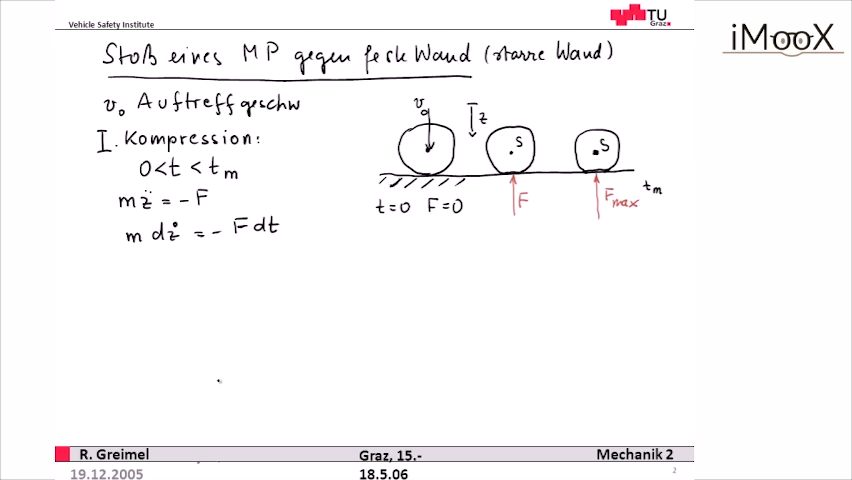 Vehicle Safety Institute
TU
Graz
iMooX
Stoß eines MP gegen feste Wand (starre Wand)
v₀ Auftreffgeschw
I. Kompression:
0 < t < tm
m z̈ = - F
m dż = - F dt
v₀
z
S
S
t=0 F=0
F
Fmax
tm
R. Greimel
Graz, 15.-
Mechanik 2
19.12.2005
18.5.06
2